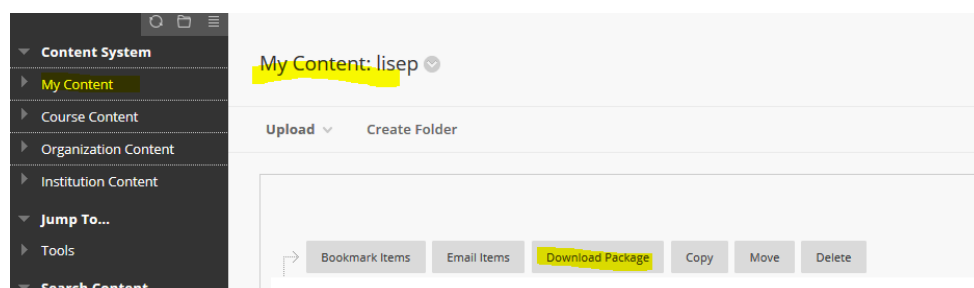 Content System
My Content
Course Content
Organization Content
Institution Content
Jump To...
Tools
Search Content
My Content: lisep
Upload Create Folder
Bookmark Items Email Items Download Package Copy Move Delete